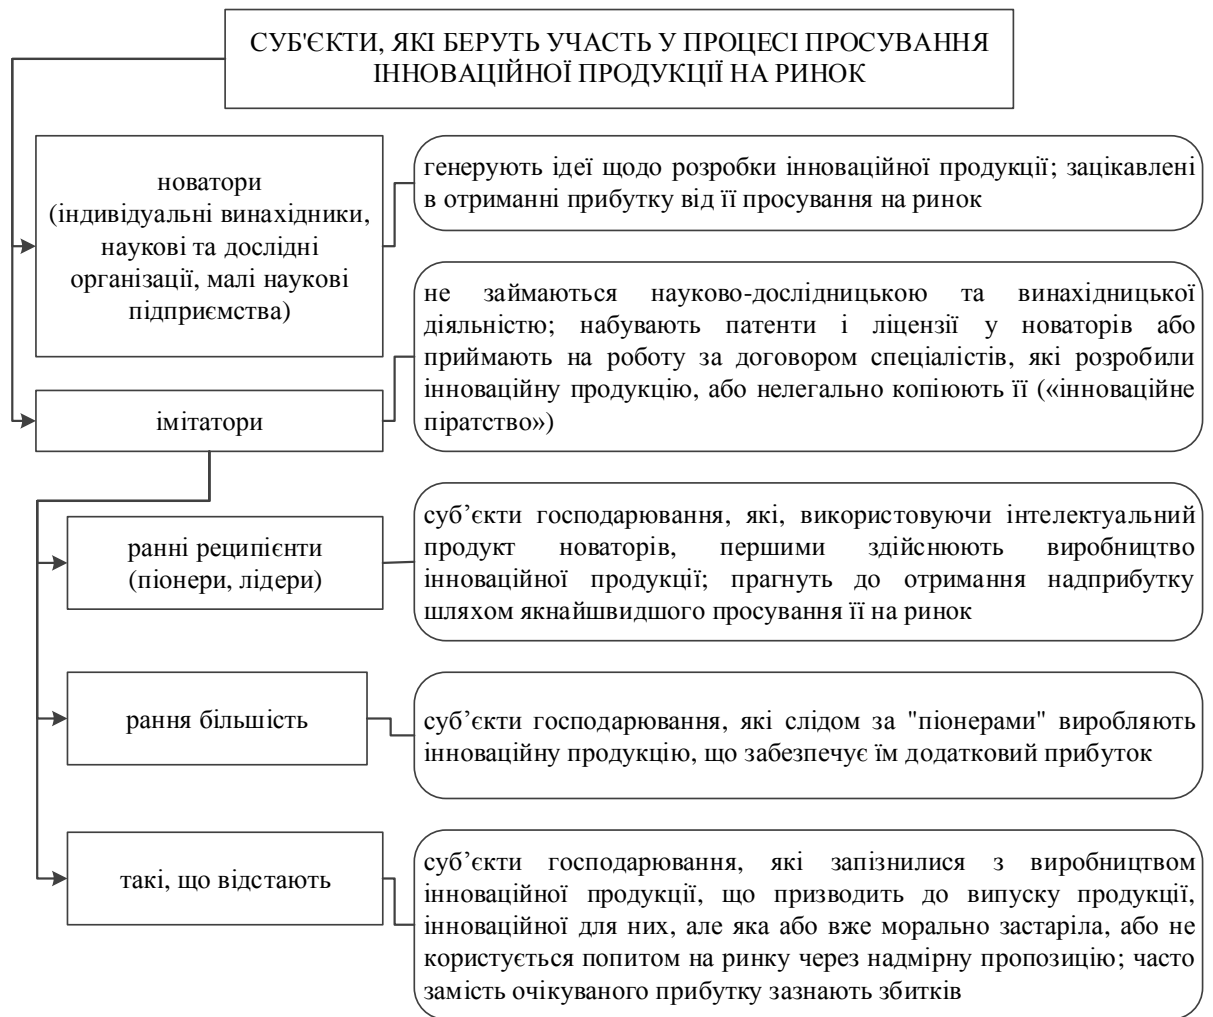 СУБ'ЄКТИ, ЯКІ БЕРУТЬ УЧАСТЬ У ПРОЦЕСІ ПРОСУВАННЯ
ІННОВАЦІЙНОЇ ПРОДУКЦІЇ НА РИНОК
новатори
(індивідуальні винахідники,
наукові та дослідні
організації, малі наукові
підприємства)
генерують ідеї щодо розробки інноваційної продукції; зацікавлені
в отриманні прибутку від її просування на ринок
імітатори
не займаються науково-дослідницькою та винахідницької
діяльністю; набувають патенти і ліцензії у новаторів або
приймають на роботу за договором спеціалістів, які розробили
інноваційну продукцію, або нелегально копіюють її («інноваційне
піратство»)
ранні реципієнти
(піонери, лідери)
суб’єкти господарювання, які, використовуючи інтелектуальний
продукт новаторів, першими здійснюють виробництво
інноваційної продукції; прагнуть до отримання надприбутку
шляхом якнайшвидшого просування її на ринок
рання більшість
суб’єкти господарювання, які слідом за "піонерами" виробляють
інноваційну продукцію, що забезпечує їм додатковий прибуток
такі, що відстають
суб’єкти господарювання, які запізнилися з виробництвом
інноваційної продукції, що призводить до випуску продукції,
інноваційної для них, але яка або вже морально застаріла, або не
користується попитом на ринку через надмірну пропозицію; часто
замість очікуваного прибутку зазнають збитків